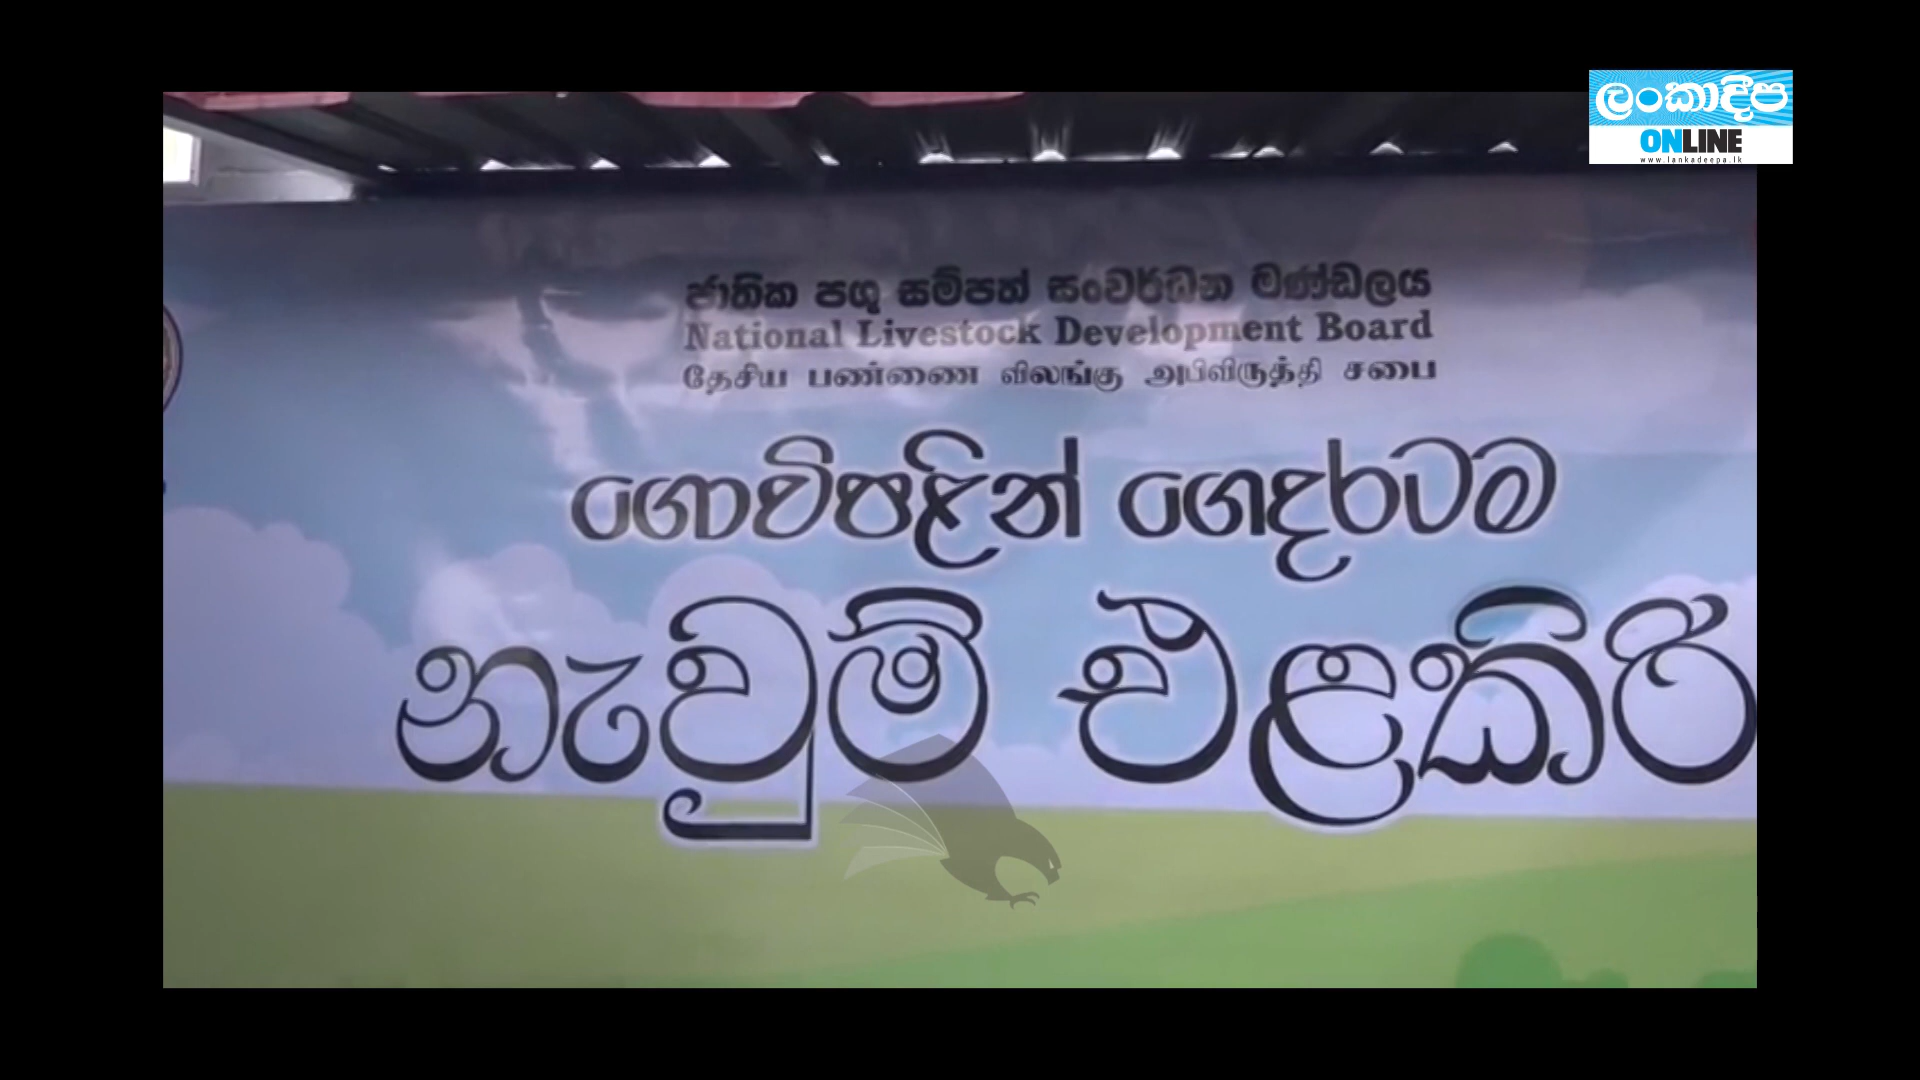 ලංකාදීප
ONLINE
www.lankadeepa.lk
ජාතික පශු සම්පත් සංවර්ධන මණ්ඩලය
National Livestock Development Board
தேசிய பண்ணை விலங்கு அபிவிருத்தி சபை
ගොවිපළින් ගෙදරටම
නැවුම් එළකිරි